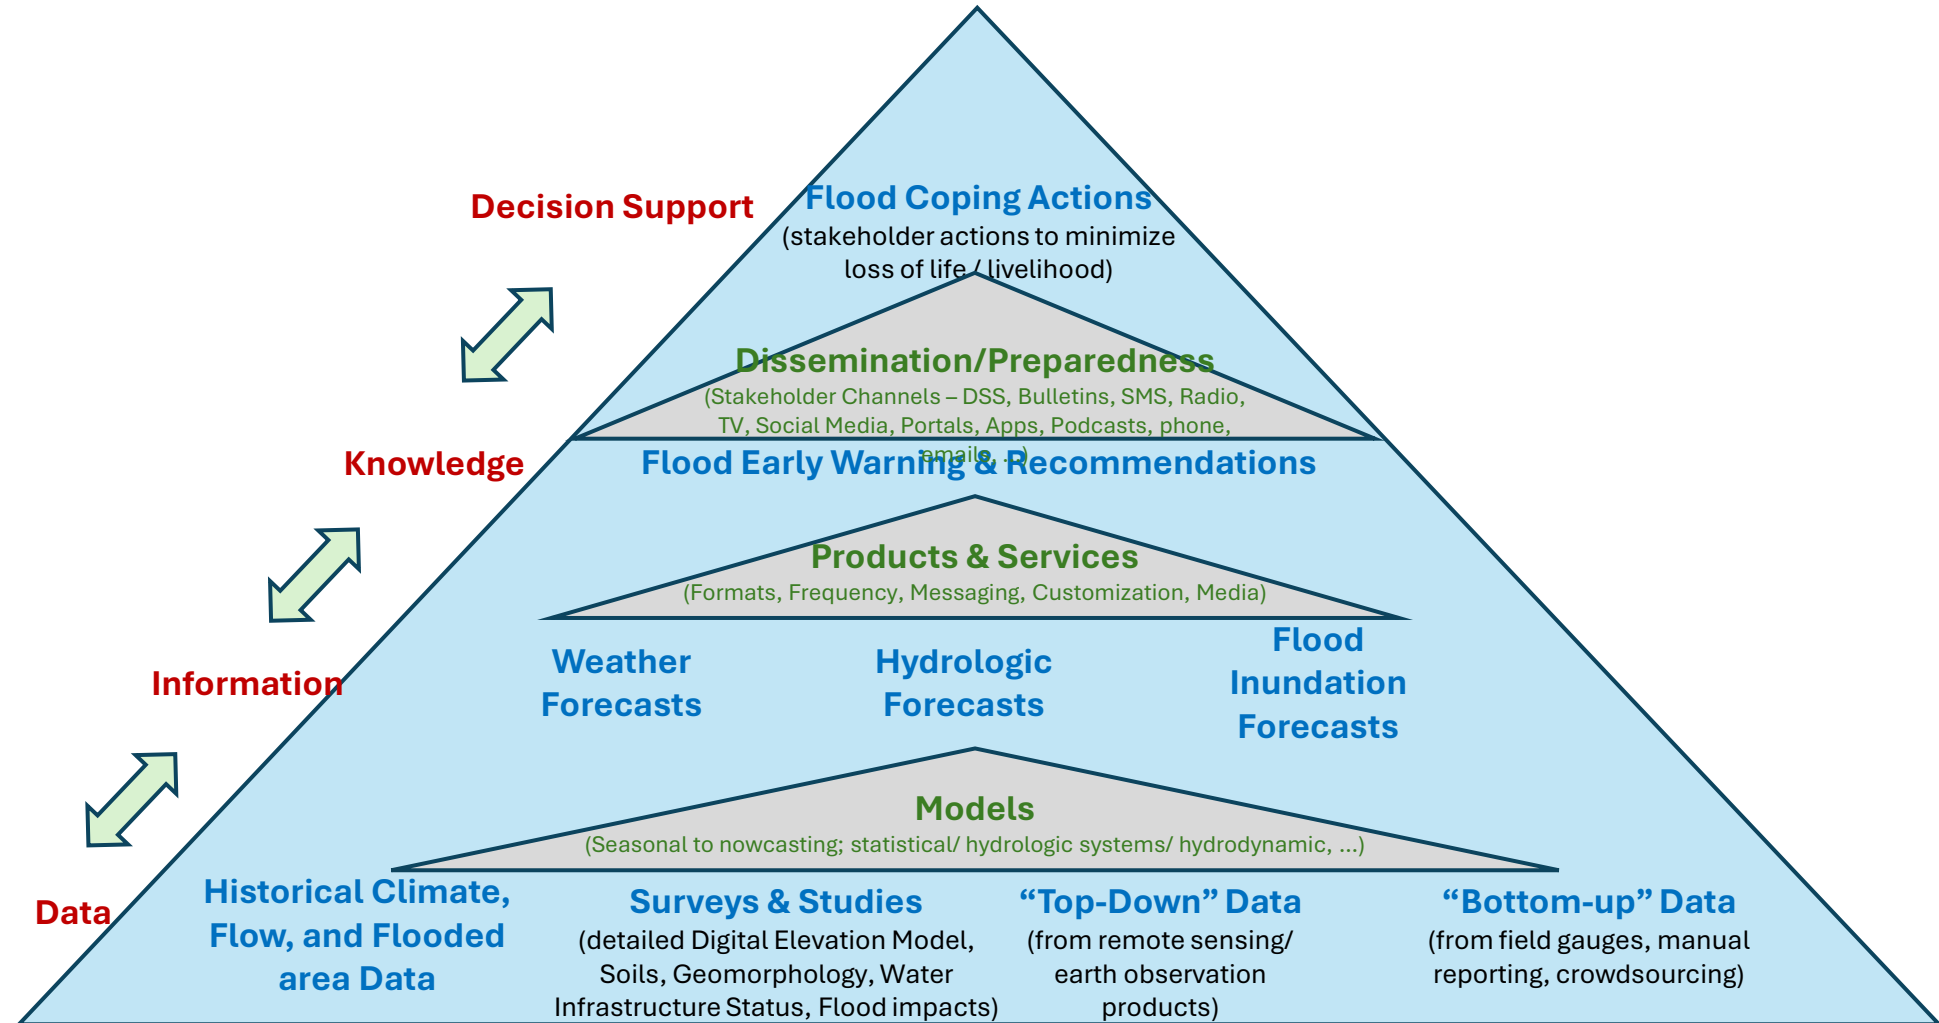 Decision Support
Flood Coping Actions
(stakeholder actions to minimize
loss of life / livelihood)
Dissemination/Preparedness
(Stakeholder Channels – DSS, Bulletins, SMS, Radio,
TV, Social Media, Portals, Apps, Podcasts, phone,
emails, ...)
Knowledge
Flood Early Warning & Recommendations
Products & Services
(Formats, Frequency, Messaging, Customization, Media)
Information
Weather
Forecasts
Hydrologic
Forecasts
Flood
Inundation
Forecasts
Models
(Seasonal to nowcasting; statistical/ hydrologic systems/ hydrodynamic, ...)
Data
Historical Climate,
Flow, and Flooded
area Data
Surveys & Studies
(detailed Digital Elevation Model,
Soils, Geomorphology, Water
Infrastructure Status, Flood impacts)
“Top-Down” Data
(from remote sensing/
earth observation
products)
“Bottom-up” Data
(from field gauges, manual
reporting, crowdsourcing)